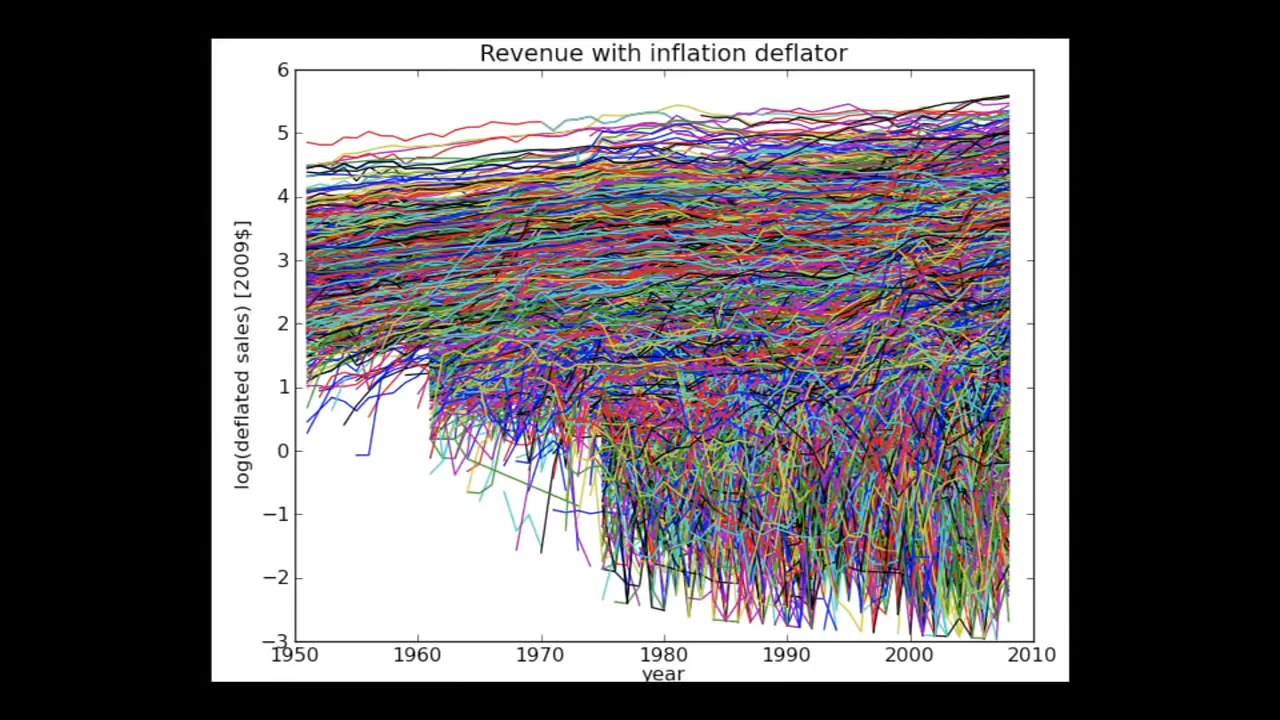 Revenue with inflation deflator
6
5
4
3
2
1
0
−1
−2
−3
log(deflated sales) [2009$]
1950 1960 1970 1980 1990 2000 2010
year